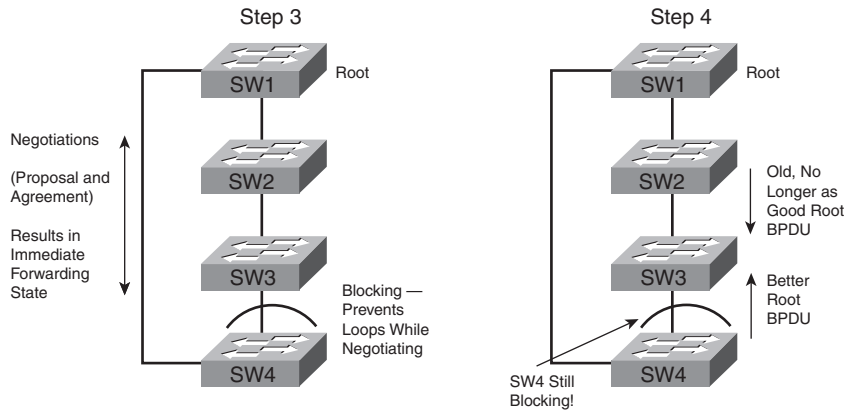 Step 3
Root
SW1
Negotiations
(Proposal and
Agreement)
Results in
Immediate
Forwarding
State
SW2
SW3
Blocking —
Prevents
Loops While
Negotiating
SW4
Step 4
Root
SW1
SW2
Old, No
Longer as
Good Root
BPDU
SW3
Better
Root
BPDU
SW4 Still
Blocking!
SW4